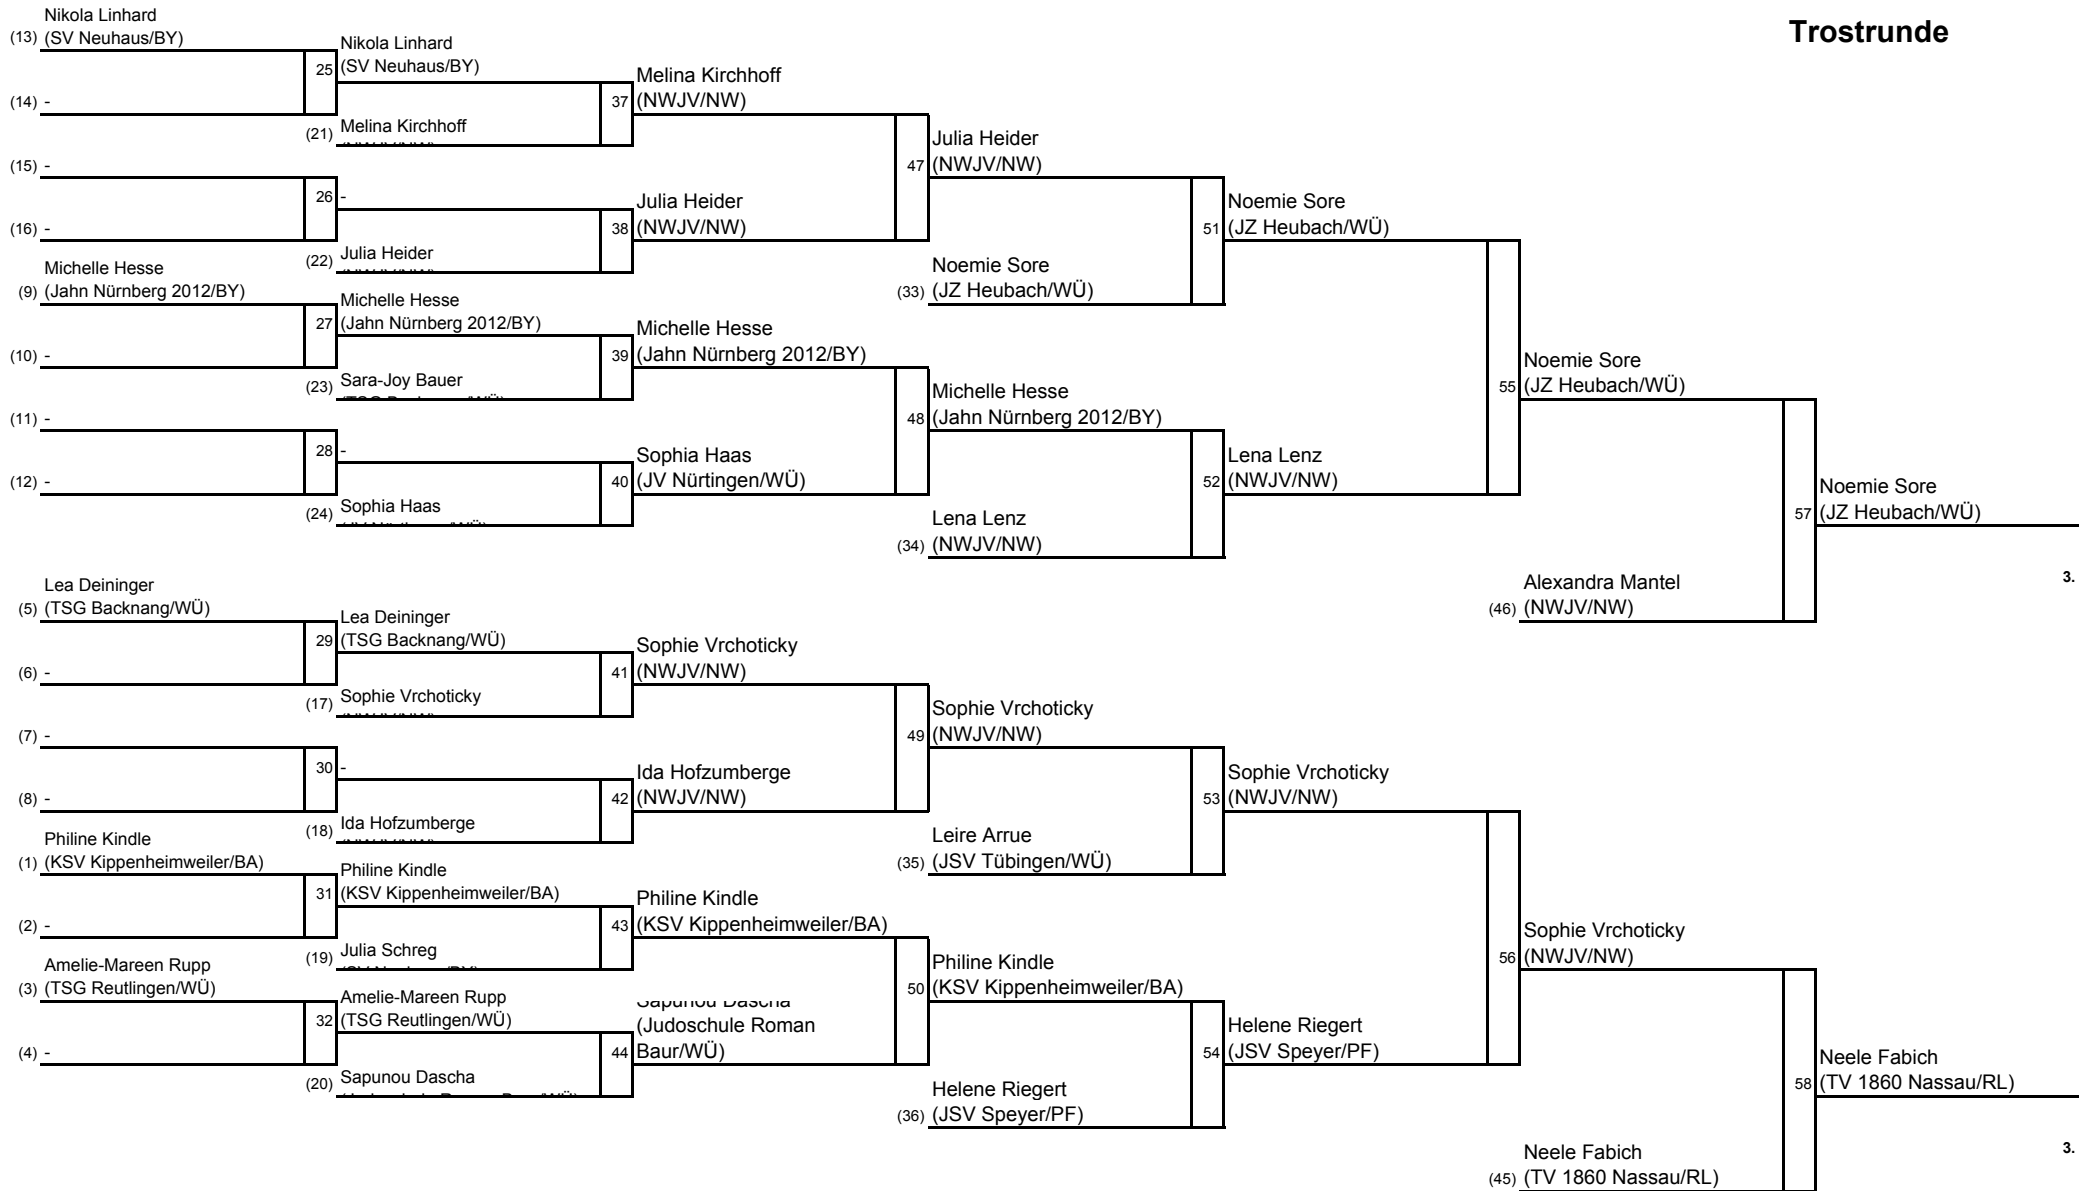 Trostrunde
Nikola Linhard
(13) (SV Neuhaus/BY)
(14) -
(15) -
(16) -
Michelle Hesse
(9) (Jahn Nürnberg 2012/BY)
(10) -
(11) -
(12) -
Lea Deininger
(5) (TSG Backnang/WÜ)
(6) -
(7) -
(8) -
Philine Kindle
(1) (KSV Kippenheimweiler/BA)
(2) -
Amelie-Mareen Rupp
(3) (TSG Reutlingen/WÜ)
(4) -
Nikola Linhard
25 (SV Neuhaus/BY)
(21) Melina Kirchhoff
26 -
(22) Julia Heider
Michelle Hesse
27 (Jahn Nürnberg 2012/BY)
(23) Sara-Joy Bauer
28 -
(24) Sophia Haas
Lea Deininger
29 (TSG Backnang/WÜ)
(17) Sophie Vrchoticky
30 -
(18) Ida Hofzumberge
Philine Kindle
31 (KSV Kippenheimweiler/BA)
(19) Julia Schreg
Amelie-Mareen Rupp
32 (TSG Reutlingen/WÜ)
(20) Sapunou Dascha
Melina Kirchhoff
37 (NWJV/NW)
Julia Heider
38 (NWJV/NW)
Michelle Hesse
39 (Jahn Nürnberg 2012/BY)
Sophia Haas
40 (JV Nürtingen/WÜ)
Sophie Vrchoticky
41 (NWJV/NW)
Ida Hofzumberge
42 (NWJV/NW)
Philine Kindle
43 (KSV Kippenheimweiler/BA)
Sapunou Dascha
(Judoschule Roman
44 Baur/WÜ)
Julia Heider
47 (NWJV/NW)
Noemie Sore
(33) (JZ Heubach/WÜ)
Michelle Hesse
48 (Jahn Nürnberg 2012/BY)
Lena Lenz
(34) (NWJV/NW)
Sophie Vrchoticky
49 (NWJV/NW)
Leire Arrue
(35) (JSV Tübingen/WÜ)
Philine Kindle
50 (KSV Kippenheimweiler/BA)
Helene Riegert
(36) (JSV Speyer/PF)
Noemie Sore
51 (JZ Heubach/WÜ)
Lena Lenz
52 (NWJV/NW)
Sophie Vrchoticky
53 (NWJV/NW)
Helene Riegert
54 (JSV Speyer/PF)
Noemie Sore
55 (JZ Heubach/WÜ)
Alexandra Mantel
(46) (NWJV/NW)
Sophie Vrchoticky
56 (NWJV/NW)
Neele Fabich
(45) (TV 1860 Nassau/RL)
Noemie Sore
57 (JZ Heubach/WÜ)
3.
Neele Fabich
58 (TV 1860 Nassau/RL)
3.